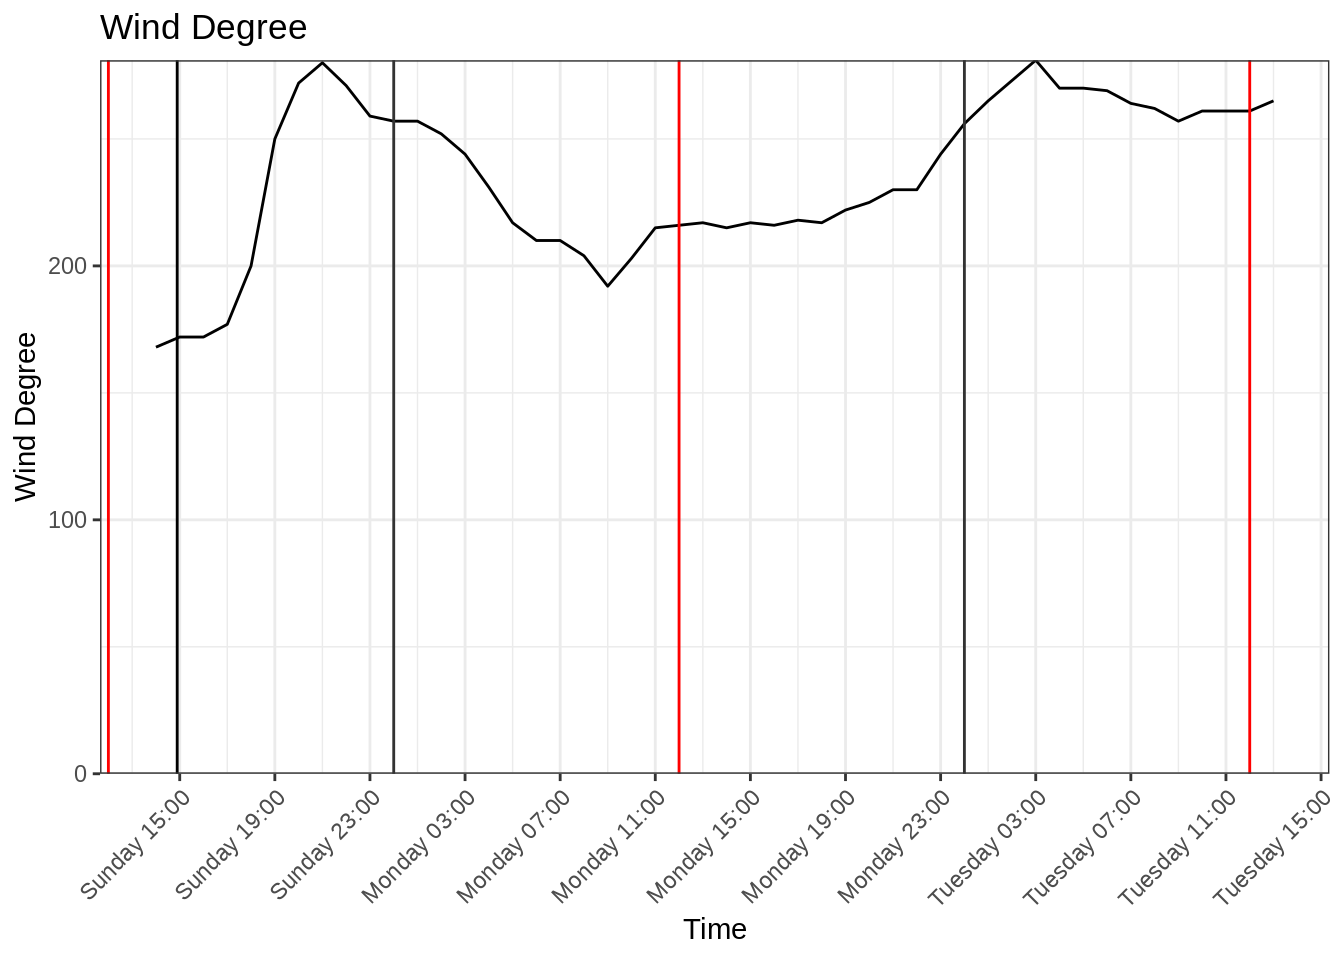 Wind Degree
Wind Degree
200
100
0
Sunday 15:00
Sunday 19:00
Sunday 23:00
Monday 03:00
Monday 07:00
Monday 11:00
Monday 15:00
Monday 19:00
Monday 23:00
Tuesday 03:00
Tuesday 07:00
Tuesday 11:00
Tuesday 15:00
Time